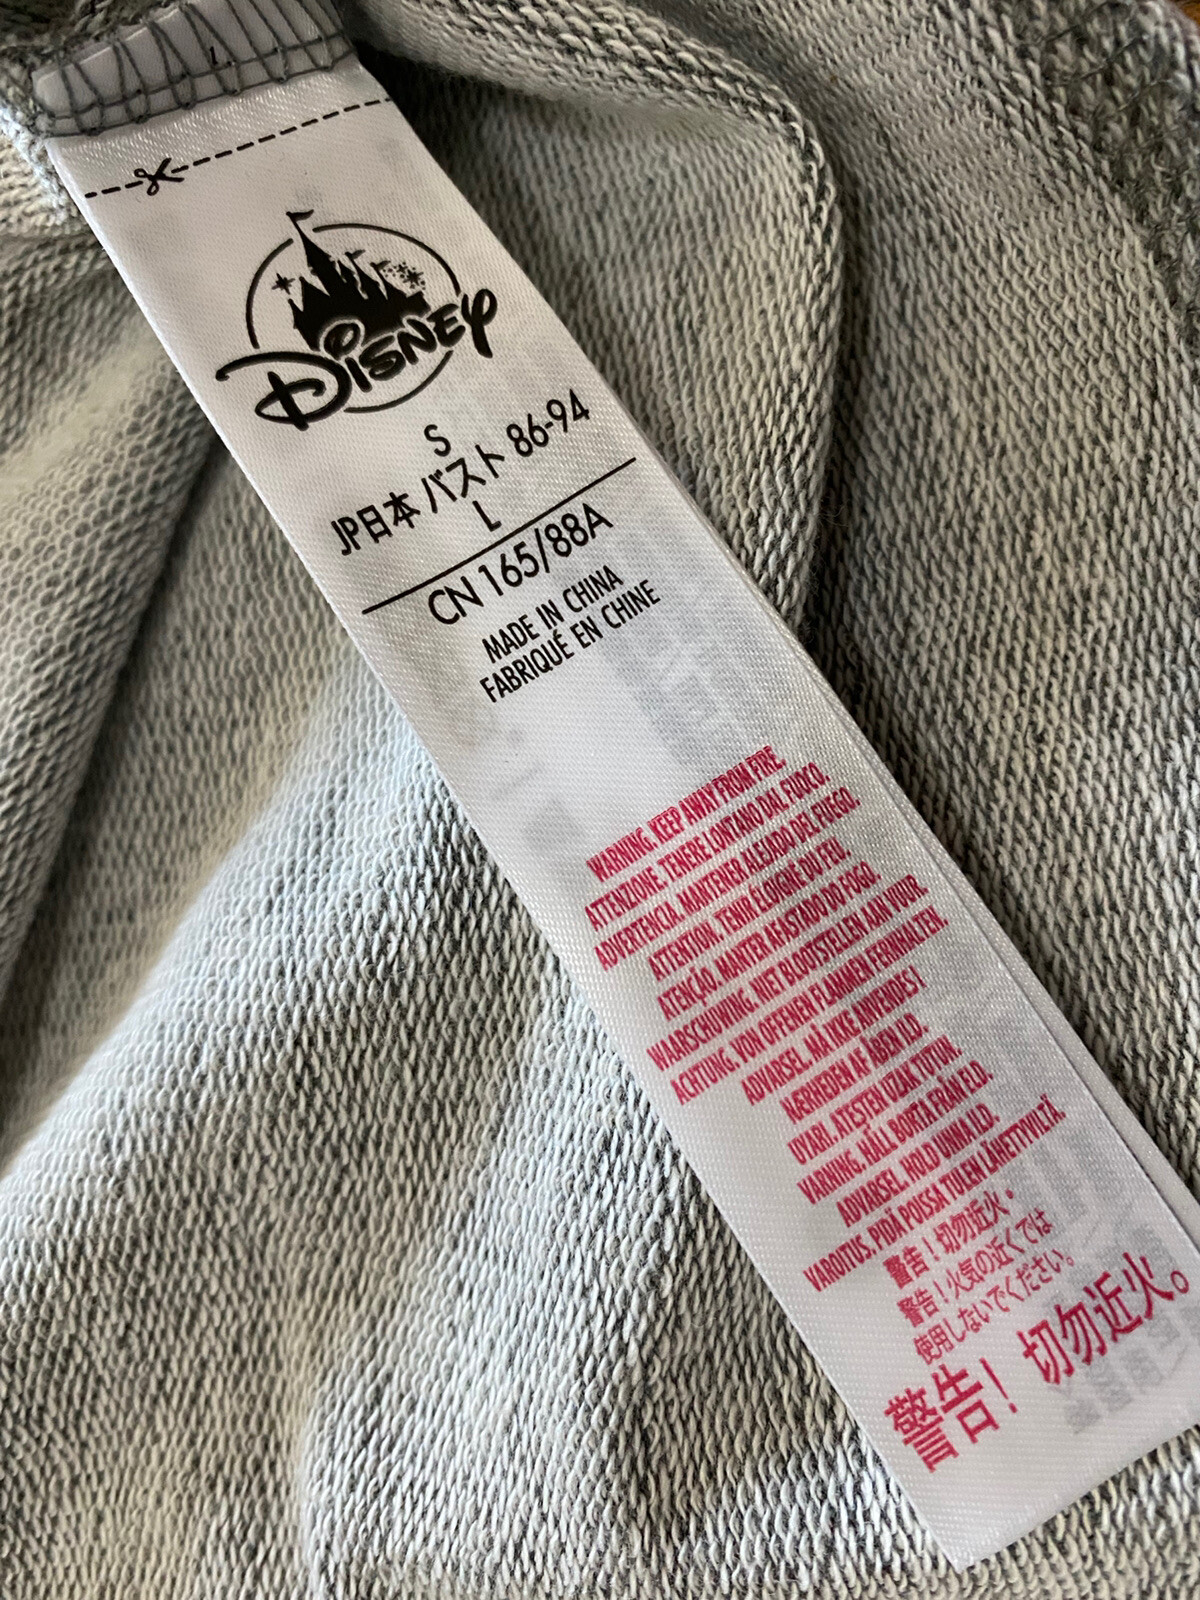 Disney
S
JP日本 バスト 86-94
L
CN 165/88A
MADE IN CHINA
FABRIQUÉ EN CHINE
WARNING. KEEP AWAY FROM FIRE.
ATTENZIONE. TENERE LONTANO DAL FUOCO.
ADVERTENCIA. MANTENER ALEJADO DEL FUEGO.
ATTENTION. TENIR ÉLOIGNÉ DU FEU.
ATENÇÃO. MANTER AFASTADO DO FOGO.
WAARSCHOWING. NIET BLOOTSTELLEN AAN VUUR.
ACHTUNG. VON OFFENEN FLAMMEN FERNHALTEN.
ADVARSEL. MÅ IKKE ANVENDES I
NÆRHEDEN AF ÅBEN ILD.
UYARI. ATEŞTEN UZAK TUTUN.
VARNING. HÅLL BORTA FRÅN ELD.
ADVARSEL. HOLD UNNA ILD.
VAROITUS. PIDÄ POISSA TULEN LÄHETTYVILTÄ.
警告！切勿近火。
警告！火気の近くでは
使用しないでください。
警告！切勿近火。